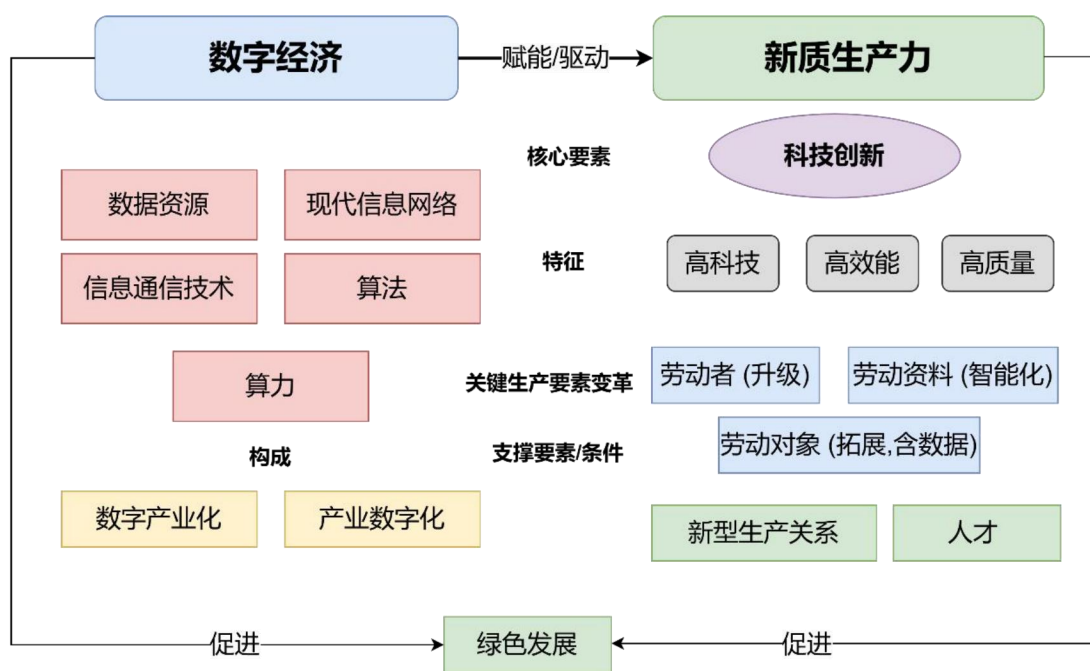 数字经济
赋能/驱动
新质生产力
核心要素
科技创新
数据资源
现代信息网络
特征
高科技
高效能
高质量
信息通信技术
算法
算力
关键生产要素变革
劳动者 (升级)
劳动资料 (智能化)
构成
支撑要素/条件
劳动对象 (拓展,含数据)
数字产业化
产业数字化
新型生产关系
人才
促进
绿色发展
促进